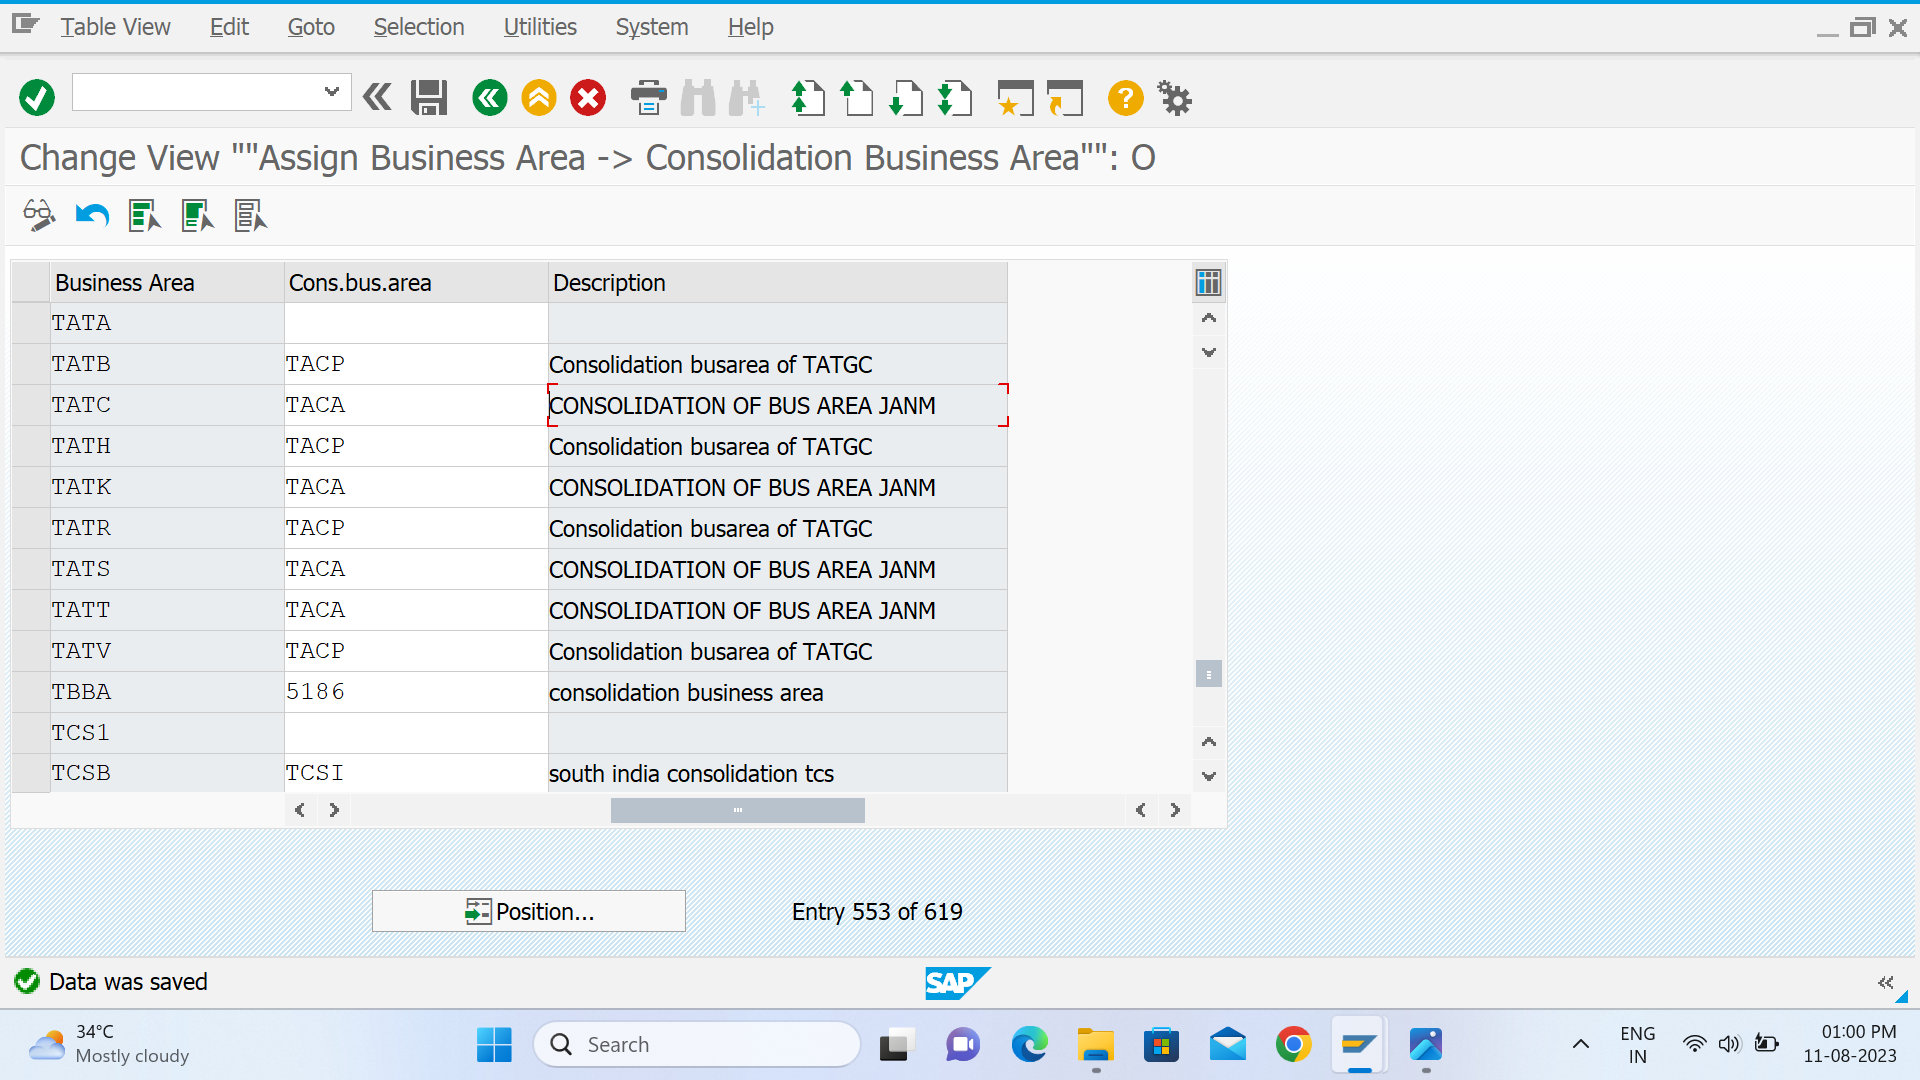 Table View Edit Goto Selection Utilities System Help
Change View ""Assign Business Area -> Consolidation Business Area"": O
Business Area Cons.bus.area Description
TATA
TATB TACP Consolidation busarea of TATGC
TATC TACA CONSOLIDATION OF BUS AREA JANM
TATH TACP Consolidation busarea of TATGC
TATK TACA CONSOLIDATION OF BUS AREA JANM
TATR TACP Consolidation busarea of TATGC
TATS TACA CONSOLIDATION OF BUS AREA JANM
TATT TACA CONSOLIDATION OF BUS AREA JANM
TATV TACP Consolidation busarea of TATGC
TBBA 5186 consolidation business area
TCS1
TCSB TCSI south india consolidation tcs
Position... Entry 553 of 619
Data was saved SAP
34°C
Mostly cloudy
Search
ENG
IN
01:00 PM
11-08-2023